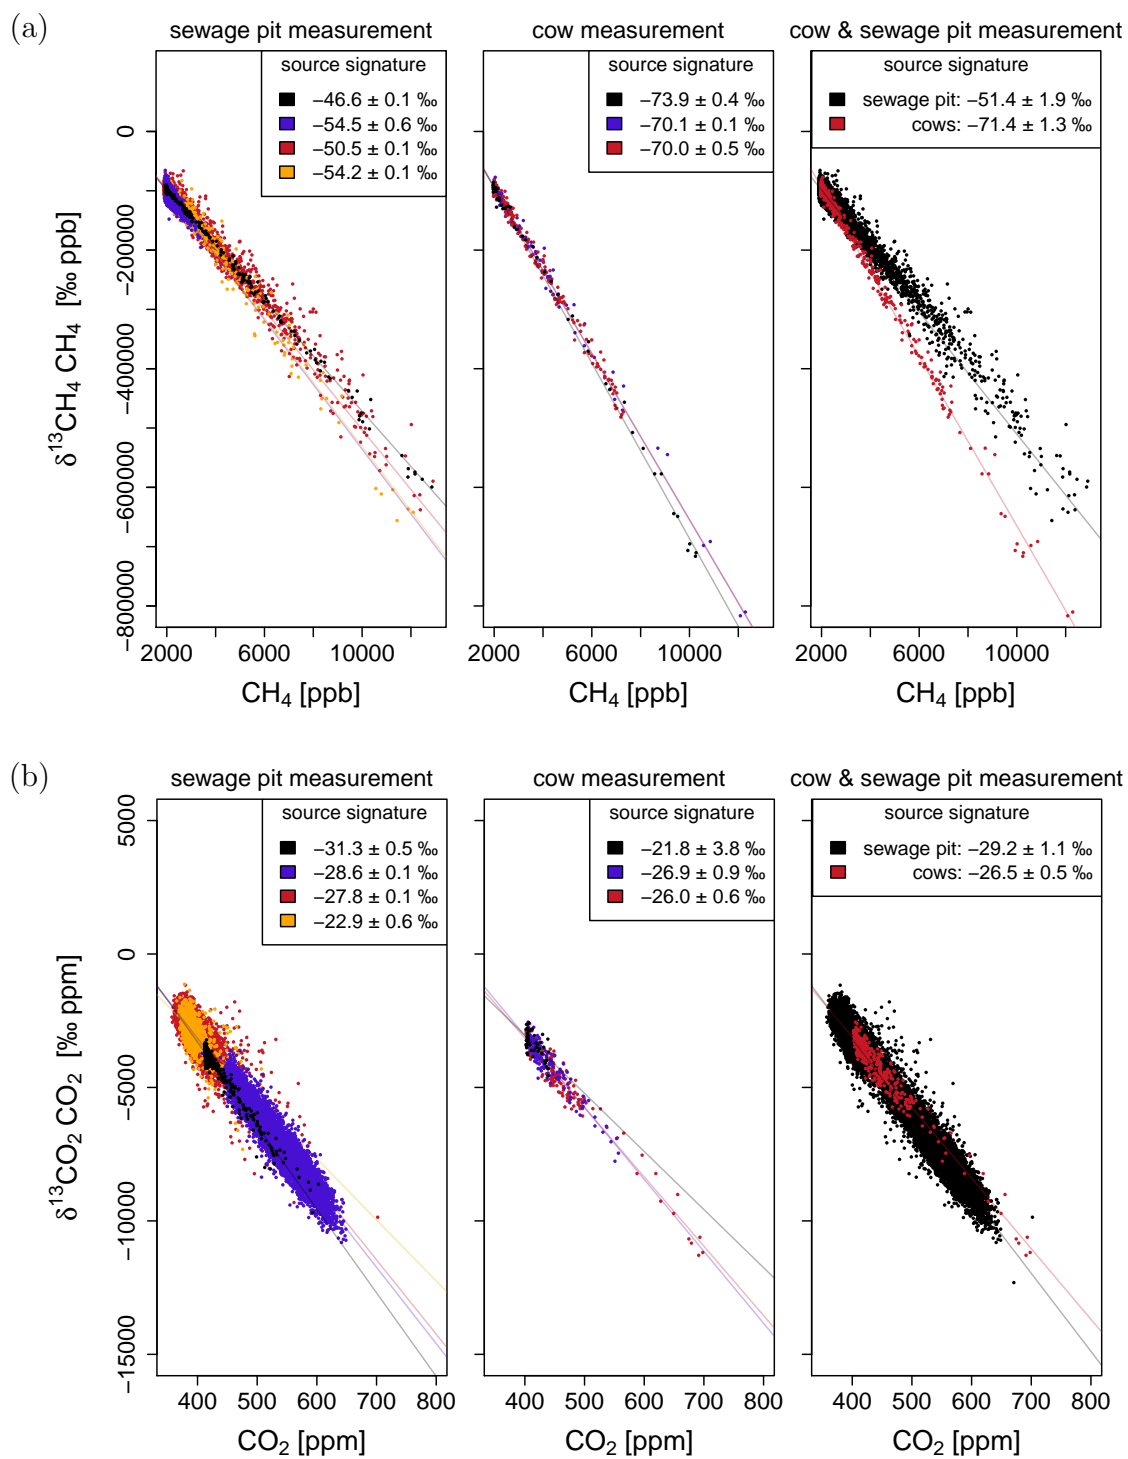 (a)
sewage pit measurement
cow measurement
cow & sewage pit measurement
source signature
−46.6 ± 0.1 ‰
−54.5 ± 0.6 ‰
−50.5 ± 0.1 ‰
−54.2 ± 0.1 ‰
source signature
−73.9 ± 0.4 ‰
−70.1 ± 0.1 ‰
−70.0 ± 0.5 ‰
source signature
sewage pit: −51.4 ± 1.9 ‰
cows: −71.4 ± 1.3 ‰
δ¹³CH₄ CH₄ [‰ ppb]
0
−200000
−400000
−600000
−800000
2000 6000 10000
2000 6000 10000
2000 6000 10000
CH₄ [ppb]
CH₄ [ppb]
CH₄ [ppb]
(b)
sewage pit measurement
cow measurement
cow & sewage pit measurement
source signature
−31.3 ± 0.5 ‰
−28.6 ± 0.1 ‰
−27.8 ± 0.1 ‰
−22.9 ± 0.6 ‰
source signature
−21.8 ± 3.8 ‰
−26.9 ± 0.9 ‰
−26.0 ± 0.6 ‰
source signature
sewage pit: −29.2 ± 1.1 ‰
cows: −26.5 ± 0.5 ‰
δ¹³CO₂ CO₂ [‰ ppm]
5000
0
−5000
−10000
−15000
400 500 600 700 800
400 500 600 700 800
400 500 600 700 800
CO₂ [ppm]
CO₂ [ppm]
CO₂ [ppm]